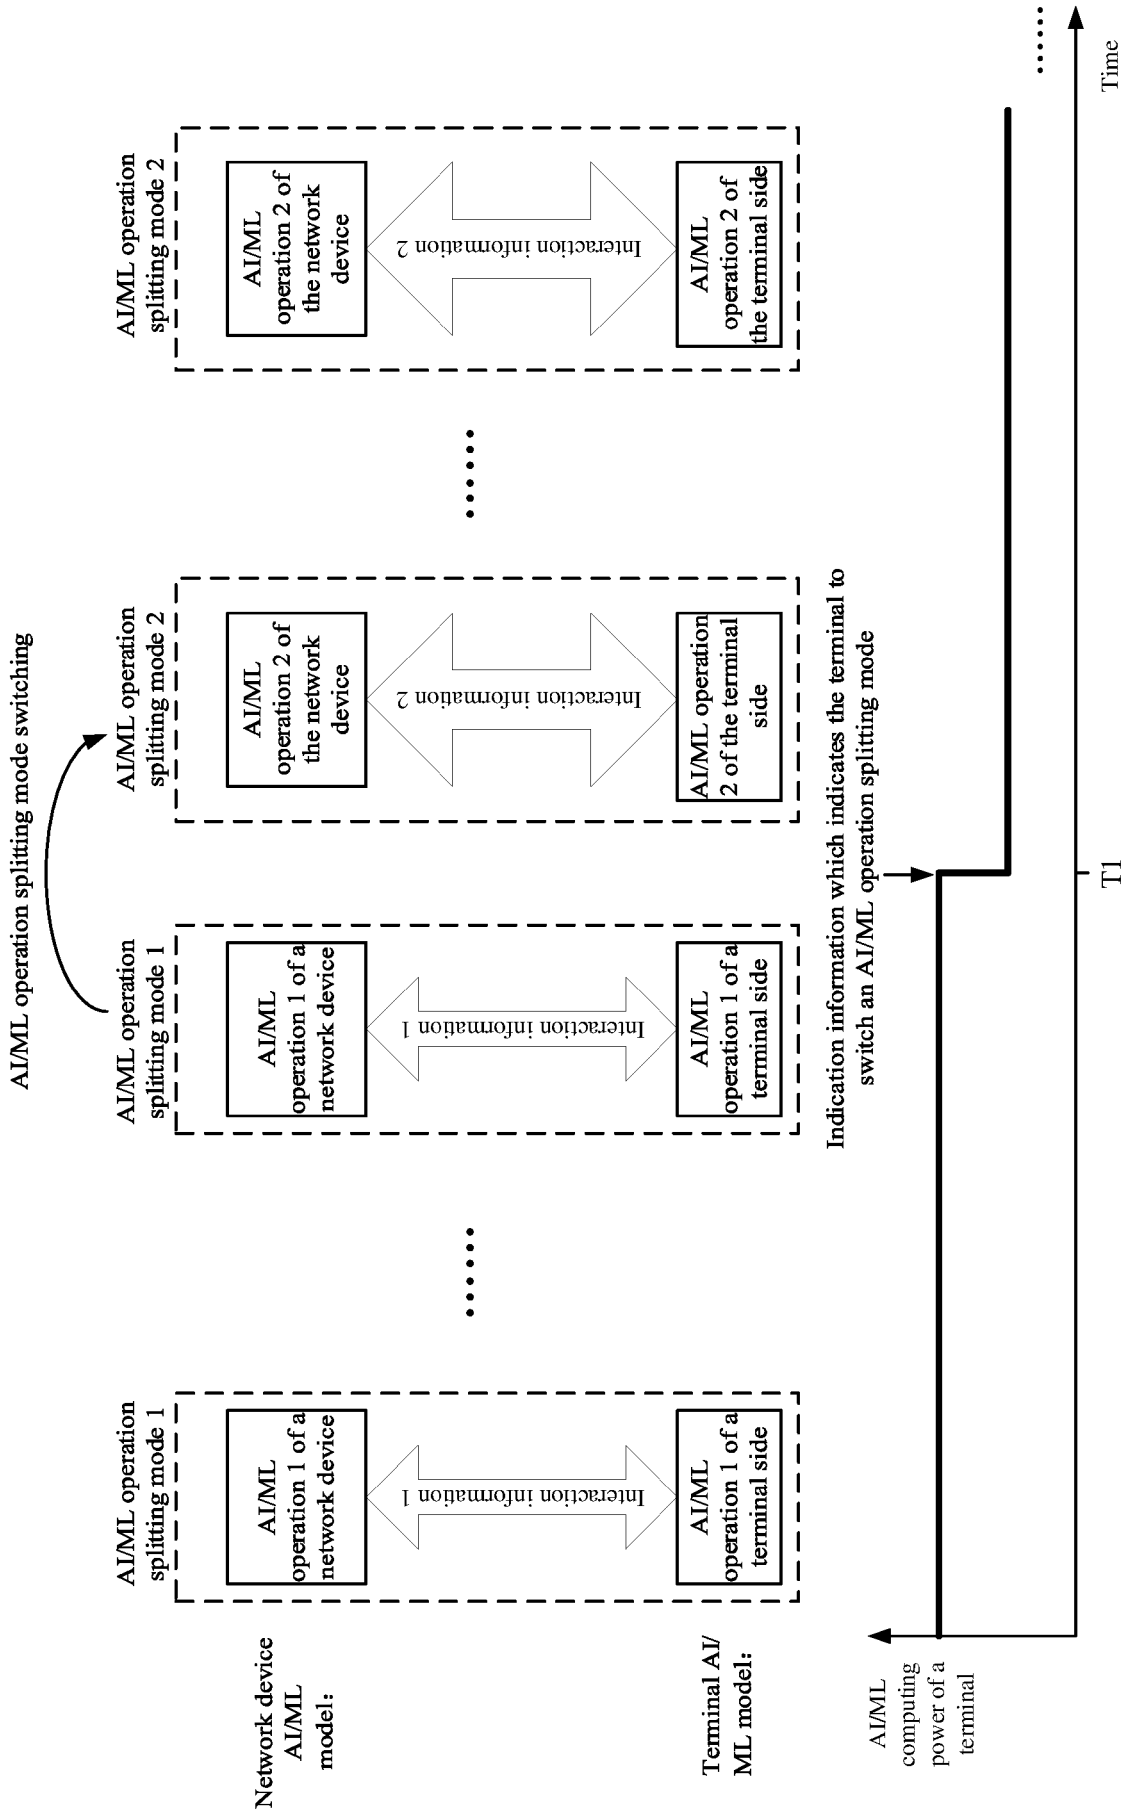 AI/ML operation splitting mode switching
AI/ML operation
splitting mode 1
AI/ML operation
splitting mode 1
AI/ML operation
splitting mode 2
AI/ML operation
splitting mode 2
Network device
AI/ML
model:
AI/ML
operation 1 of a
network device
AI/ML
operation 1 of a
network device
AI/ML
operation 2 of
the network
device
AI/ML
operation 2 of
the network
device
Interaction information 1
Interaction information 1
Interaction information 2
Interaction information 2
......
......
Terminal AI/
ML model:
AI/ML
operation 1 of a
terminal side
AI/ML
operation 1 of a
terminal side
AI/ML operation
2 of the terminal
side
AI/ML
operation 2 of
the terminal side
Indication information which indicates the terminal to
switch an AI/ML operation splitting mode
AI/ML
computing
power of a
terminal
......
T1
Time